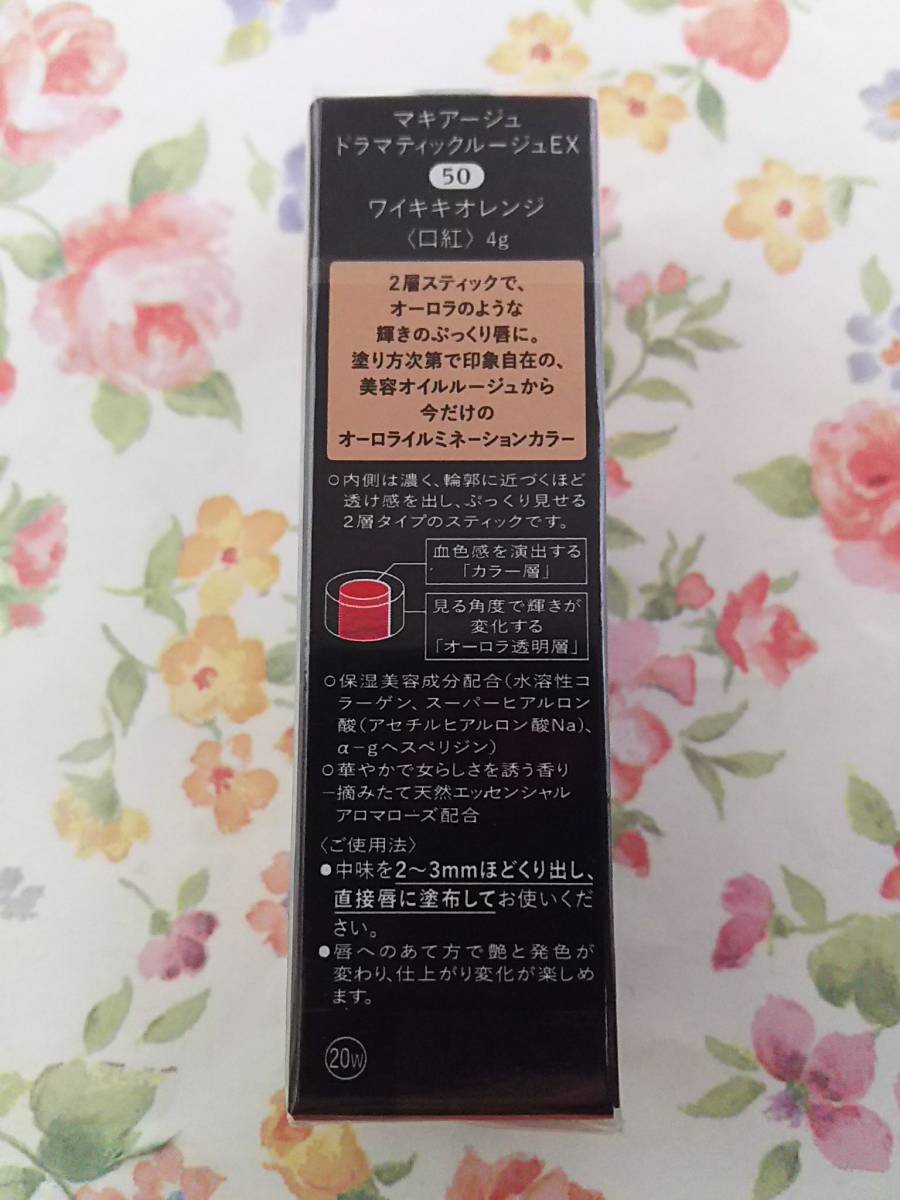 マキアージュ
ドラマティックルージュEX
50
ワイキキオレンジ
〈口紅〉4g
2層スティックで、
オーロラのような
輝きのぷっくり唇に。
塗り方次第で印象自在の、
美容オイルルージュから
今だけの
オーロライルミネーションカラー
○内側は濃く、輪郭に近づくほど
透け感を出し、ぷっくり見せる
2層タイプのスティックです。
血色感を演出する
「カラー層」
見る角度で輝きが
変化する
「オーロラ透明層」
○保湿美容成分配合(水溶性コ
ラーゲン、スーパーヒアルロン
酸(アセチルヒアルロン酸Na)、
α-gヘスペリジン)
○華やかで女らしさを誘う香り
-摘みたて天然エッセンシャル
アロマローズ配合
〈ご使用法〉
●中味を2〜3mmほどくり出し、
直接唇に塗布してお使いくだ
さい。
●唇へのあて方で艶と発色が
変わり、仕上がり変化が楽しめ
ます。
20W